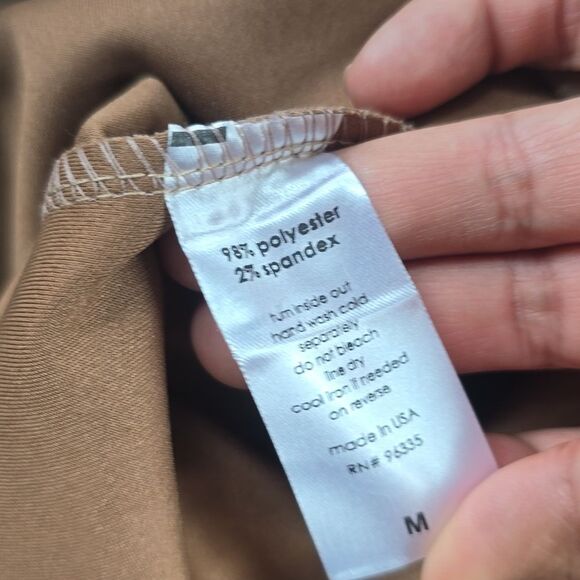 98% polyester
2% spandex
turn inside out
hand wash cold
separately
do not bleach
line dry
cool iron if needed
on reverse
made in USA
RN# 96335
M